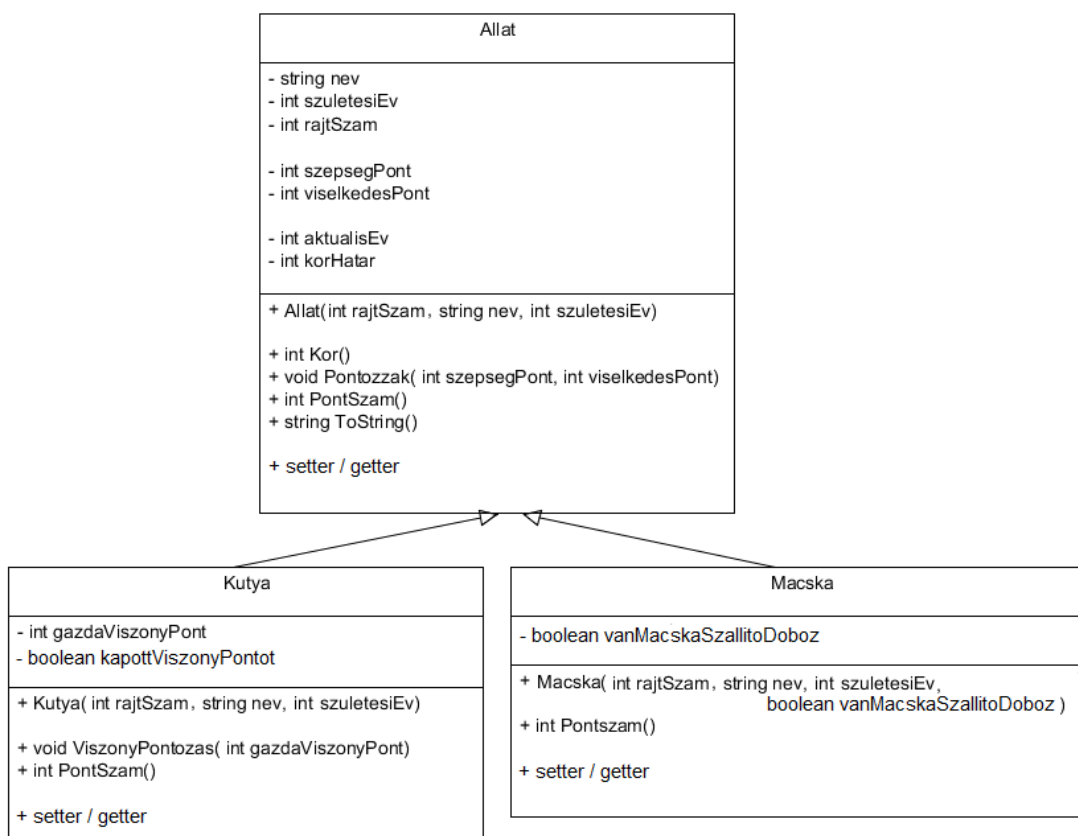 Allat
- string nev
- int szuletesiEv
- int rajtSzam
- int szepsegPont
- int viselkedesPont
- int aktualisEv
- int korHatar
+ Allat(int rajtSzam, string nev, int szuletesiEv)
+ int Kor()
+ void Pontozzak( int szepsegPont, int viselkedesPont)
+ int PontSzam()
+ string ToString()
+ setter / getter
Kutya
- int gazdaViszonyPont
- boolean kapottViszonyPontot
+ Kutya( int rajtSzam, string nev, int szuletesiEv)
+ void ViszonyPontozas( int gazdaViszonyPont)
+ int PontSzam()
+ setter / getter
Macska
- boolean vanMacskaSzallitoDoboz
+ Macska( int rajtSzam, string nev, int szuletesiEv,
boolean vanMacskaSzallitoDoboz )
+ int Pontszam()
+ setter / getter